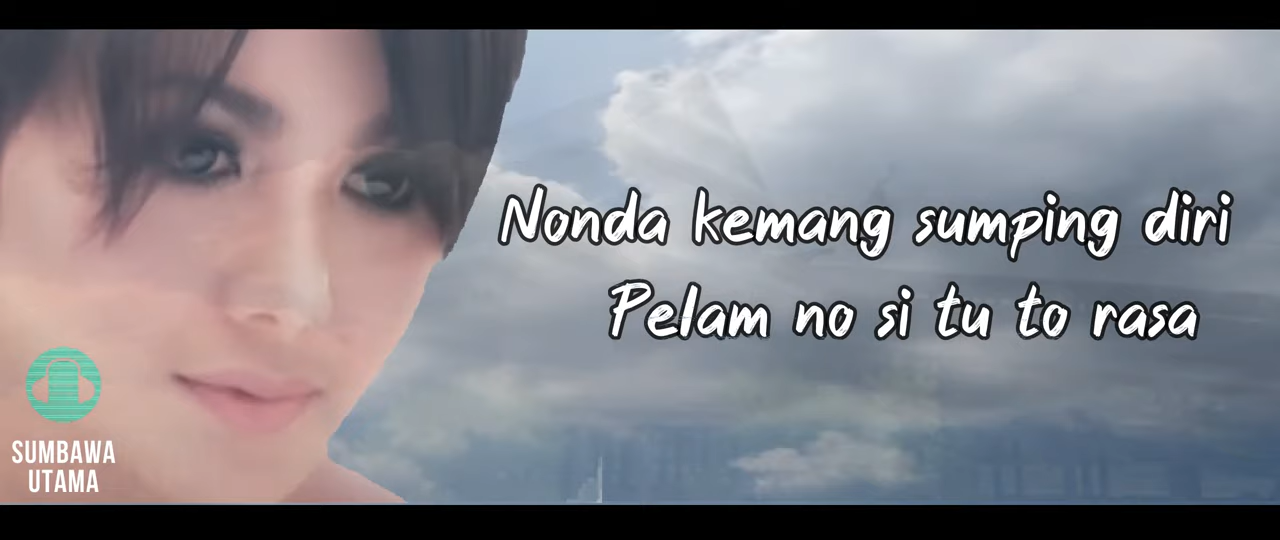 Nonda kemang sumping diri
Pelam no si tu to rasa
SUMBAWA
UTAMA